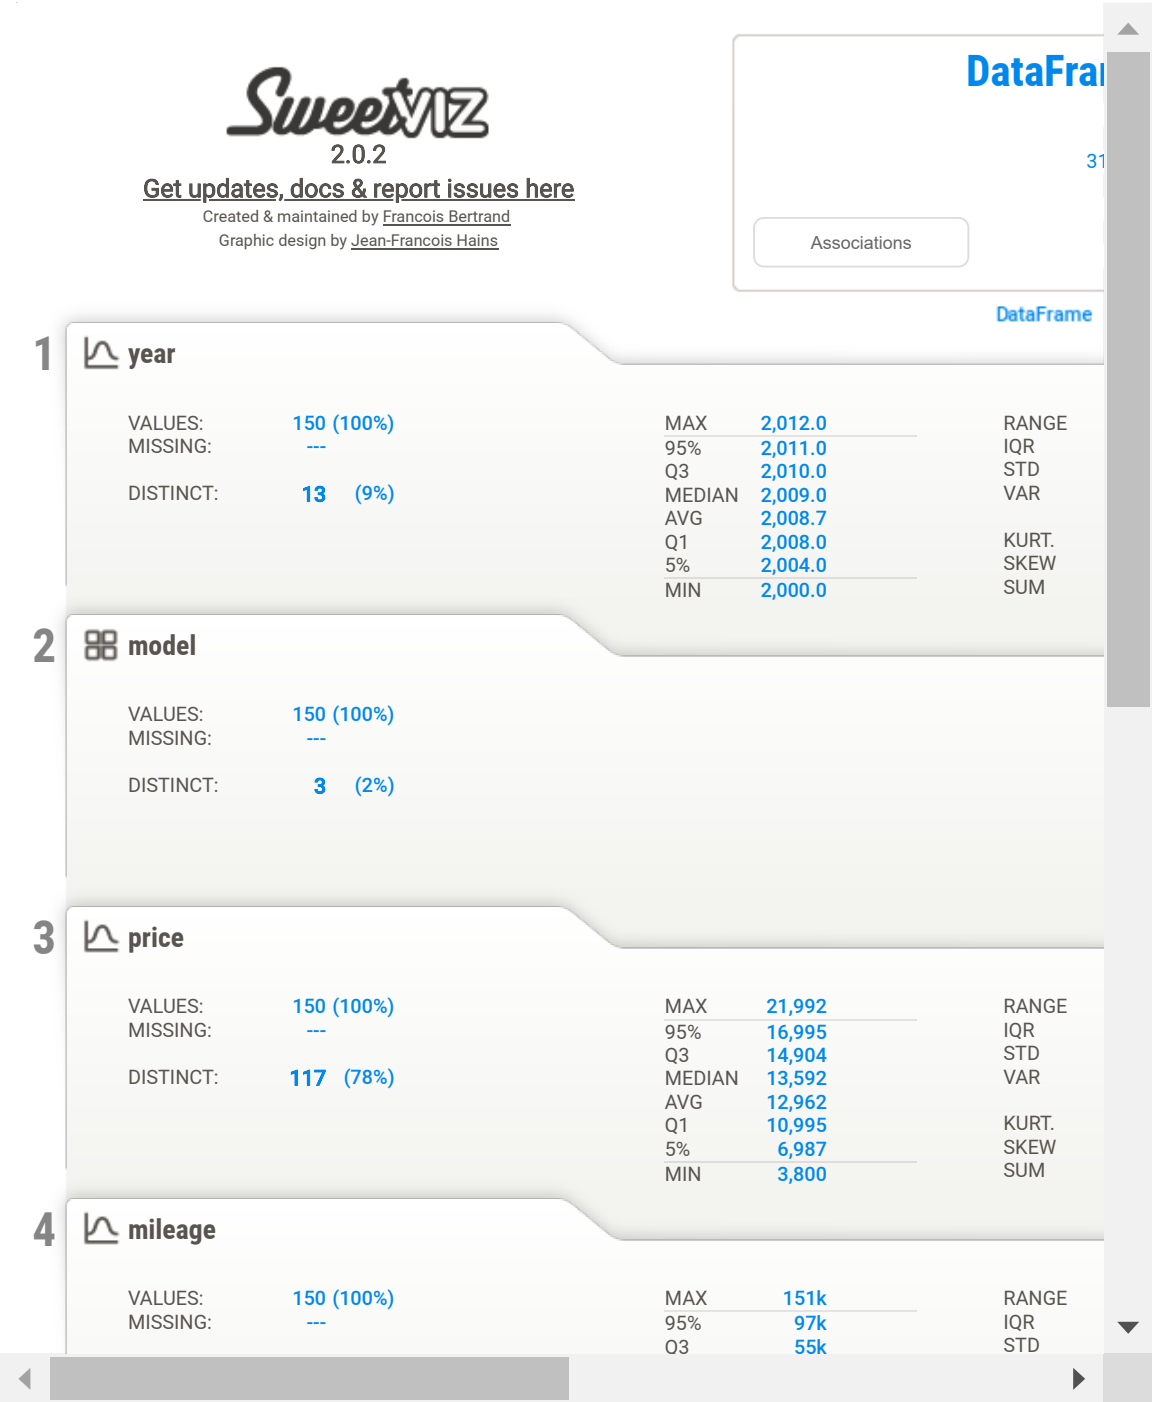 SweetVIZ
2.0.2
Get updates, docs & report issues here
Created & maintained by Francois Bertrand
Graphic design by Jean-Francois Hains
Associations
DataFrame
1 year
VALUES: 150 (100%)
MISSING: ---
DISTINCT: 13 (9%)
MAX 2,012.0
95% 2,011.0
Q3 2,010.0
MEDIAN 2,009.0
AVG 2,008.7
Q1 2,008.0
5% 2,004.0
MIN 2,000.0
RANGE
IQR
STD
VAR
KURT.
SKEW
SUM
2 model
VALUES: 150 (100%)
MISSING: ---
DISTINCT: 3 (2%)
3 price
VALUES: 150 (100%)
MISSING: ---
DISTINCT: 117 (78%)
MAX 21,992
95% 16,995
Q3 14,904
MEDIAN 13,592
AVG 12,962
Q1 10,995
5% 6,987
MIN 3,800
RANGE
IQR
STD
VAR
KURT.
SKEW
SUM
4 mileage
VALUES: 150 (100%)
MISSING: ---
MAX 151k
95% 97k
Q3 55k
RANGE
IQR
STD